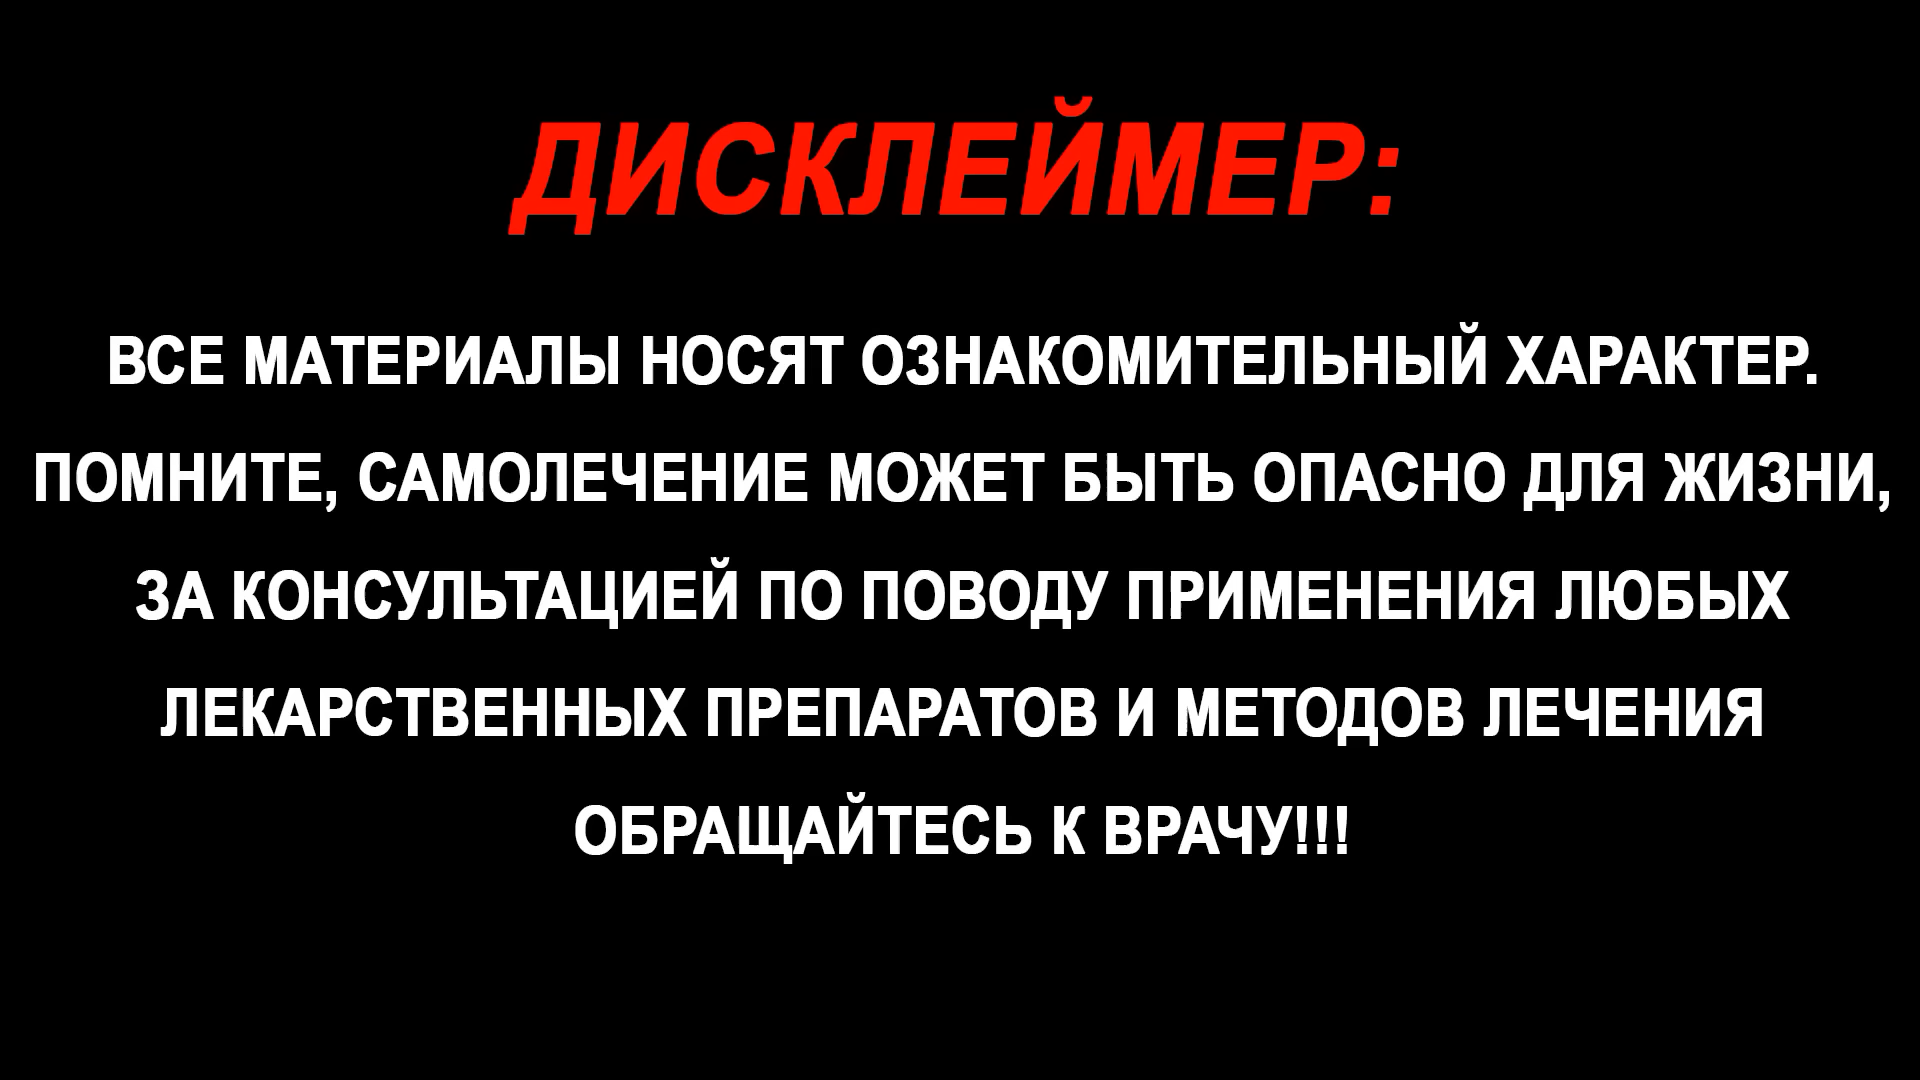 ДИСКЛЕЙМЕР:
ВСЕ МАТЕРИАЛЫ НОСЯТ ОЗНАКОМИТЕЛЬНЫЙ ХАРАКТЕР.
ПОМНИТЕ, САМОЛЕЧЕНИЕ МОЖЕТ БЫТЬ ОПАСНО ДЛЯ ЖИЗНИ,
ЗА КОНСУЛЬТАЦИЕЙ ПО ПОВОДУ ПРИМЕНЕНИЯ ЛЮБЫХ
ЛЕКАРСТВЕННЫХ ПРЕПАРАТОВ И МЕТОДОВ ЛЕЧЕНИЯ
ОБРАЩАЙТЕСЬ К ВРАЧУ!!!